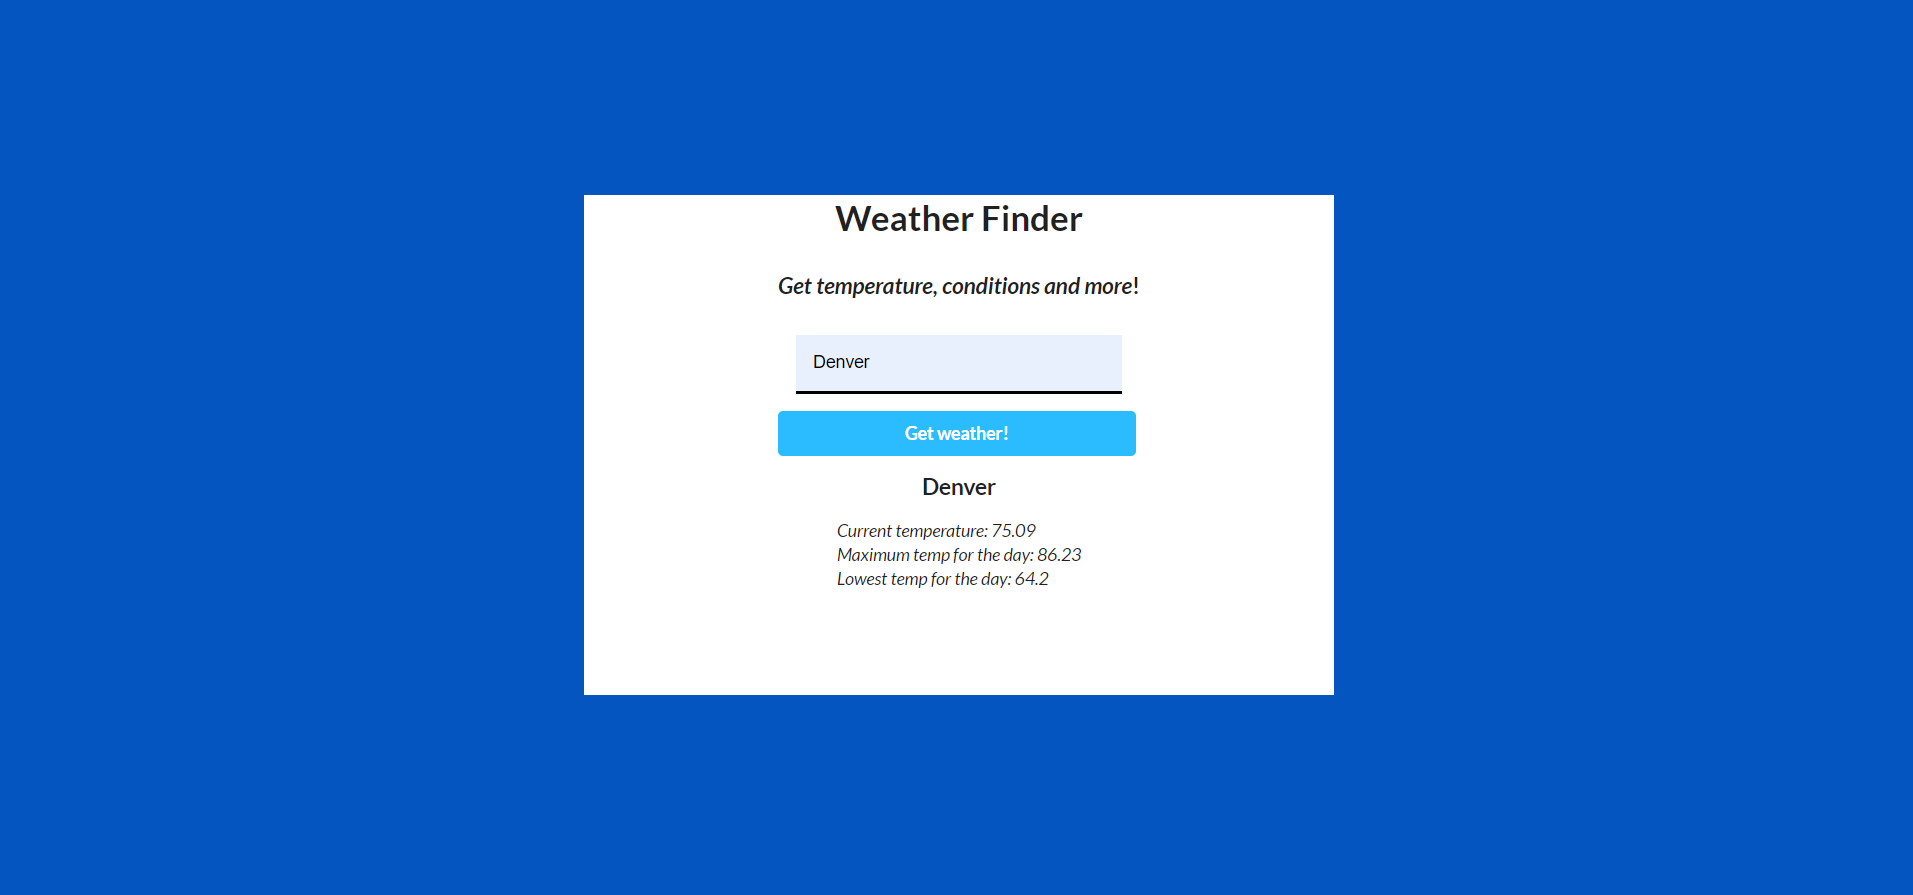 Weather Finder
Get temperature, conditions and more!
Denver
Get weather!
Denver
Current temperature: 75.09
Maximum temp for the day: 86.23
Lowest temp for the day: 64.2